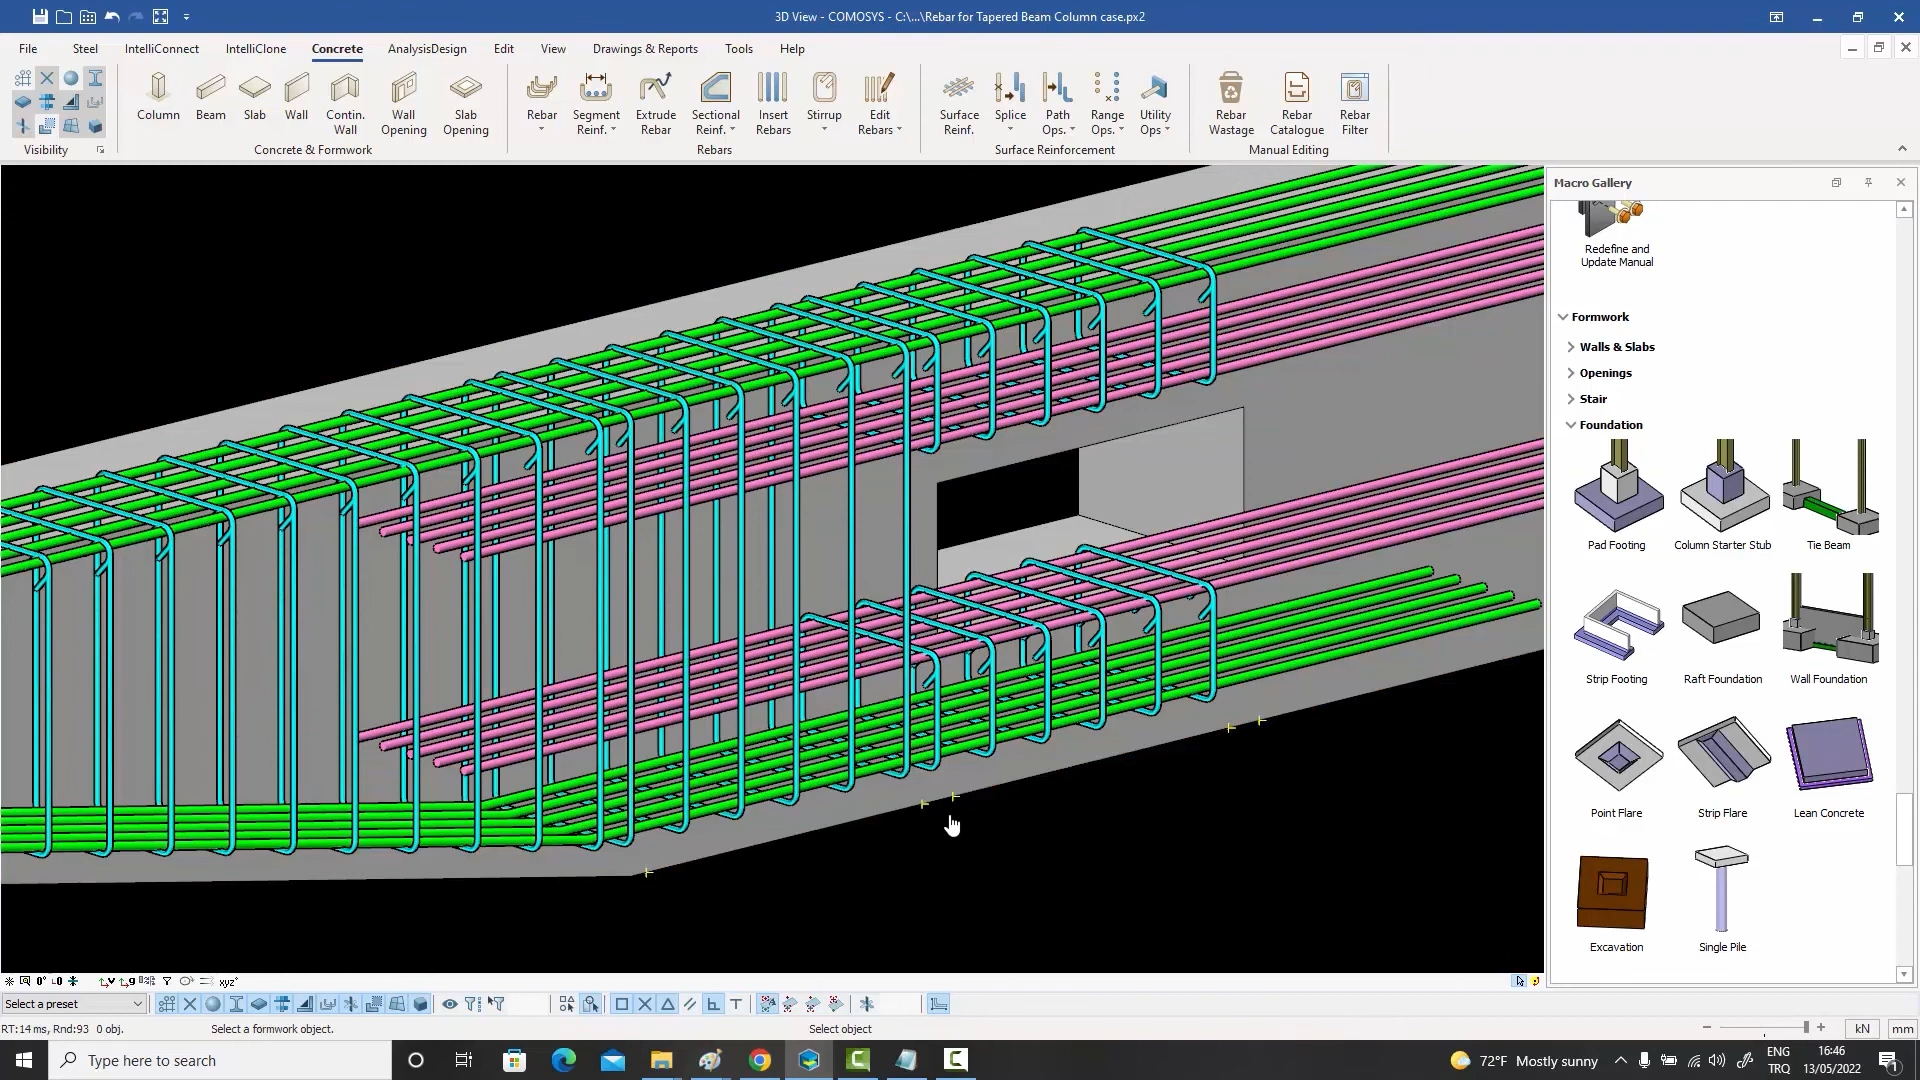 3D View - COMOSYS - C:\...\Rebar for Tapered Beam Column case.px2
File Steel IntelliConnect IntelliClone Concrete AnalysisDesign Edit View Drawings & Reports Tools Help
Column Beam Slab Wall Contin. Wall Wall Opening Slab Opening
Rebar Segment Reinf. Extrude Rebar Sectional Reinf. Insert Rebars Stirrup Edit Rebars
Surface Reinf. Splice Path Ops. Range Ops. Utility Ops
Rebar Wastage Rebar Catalogue Rebar Filter
Visibility Concrete & Formwork Rebars Surface Reinforcement Manual Editing
Macro Gallery
Redefine and
Update Manual
Formwork
Walls & Slabs
Openings
Stair
Foundation
Pad Footing Column Starter Stub Tie Beam
Strip Footing Raft Foundation Wall Foundation
Point Flare Strip Flare Lean Concrete
Excavation Single Pile
xyz
Select a preset
RT:14 ms, Rnd:93 0 obj. Select a formwork object. Select object kN mm
Type here to search
72°F Mostly sunny
ENG
TRQ
16:46
13/05/2022
1